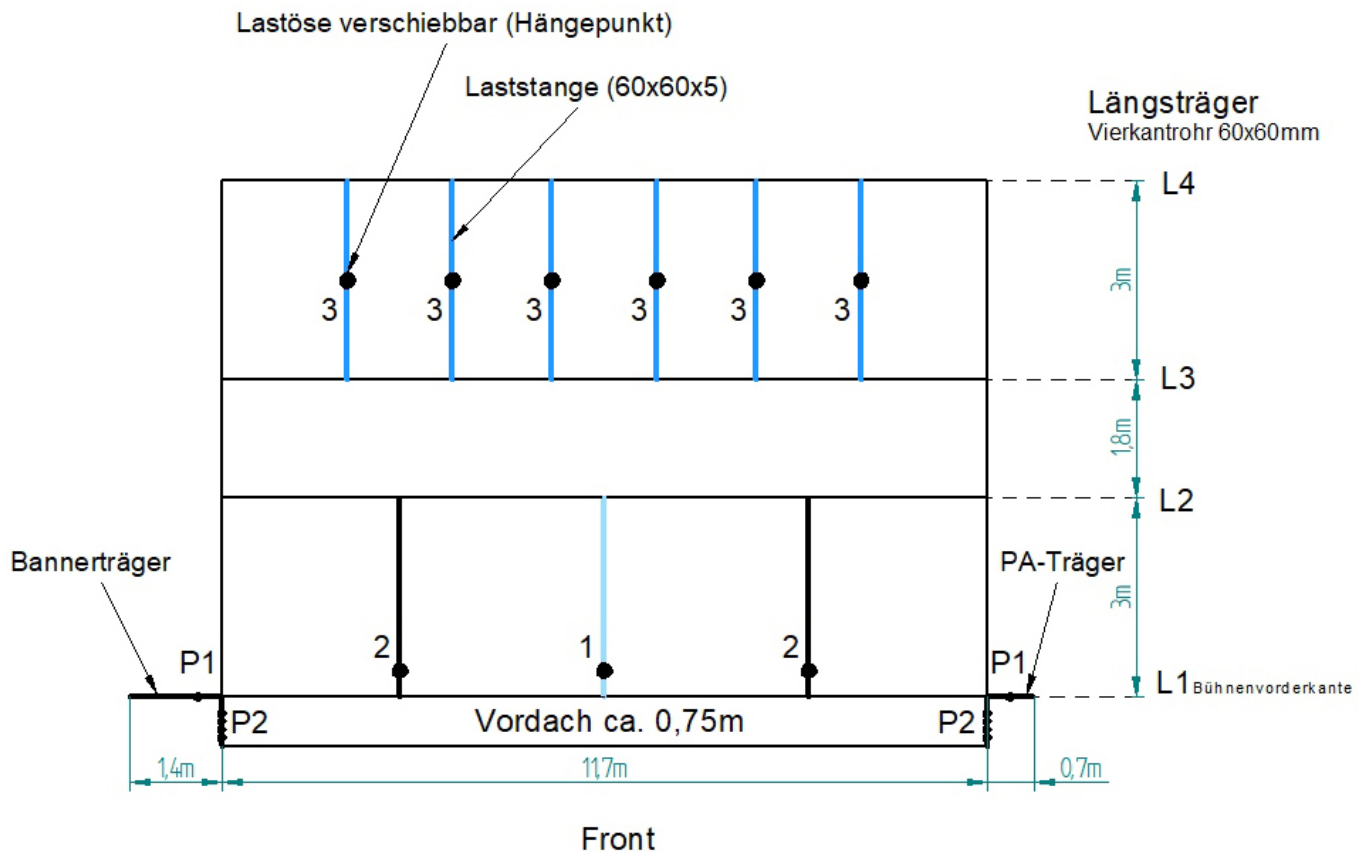 Lastöse verschiebbar (Hängepunkt)
Laststange (60x60x5)
Längsträger
Vierkantrohr 60x60mm
L4
3m
3 3 3 3 3 3
L3
1,8m
L2
Bannerträger
PA-Träger
3m
2 1 2
P1 P1
L1 Bühnenvorderkante
P2 Vordach ca. 0,75m P2
1,4m 11,7m 0,7m
Front